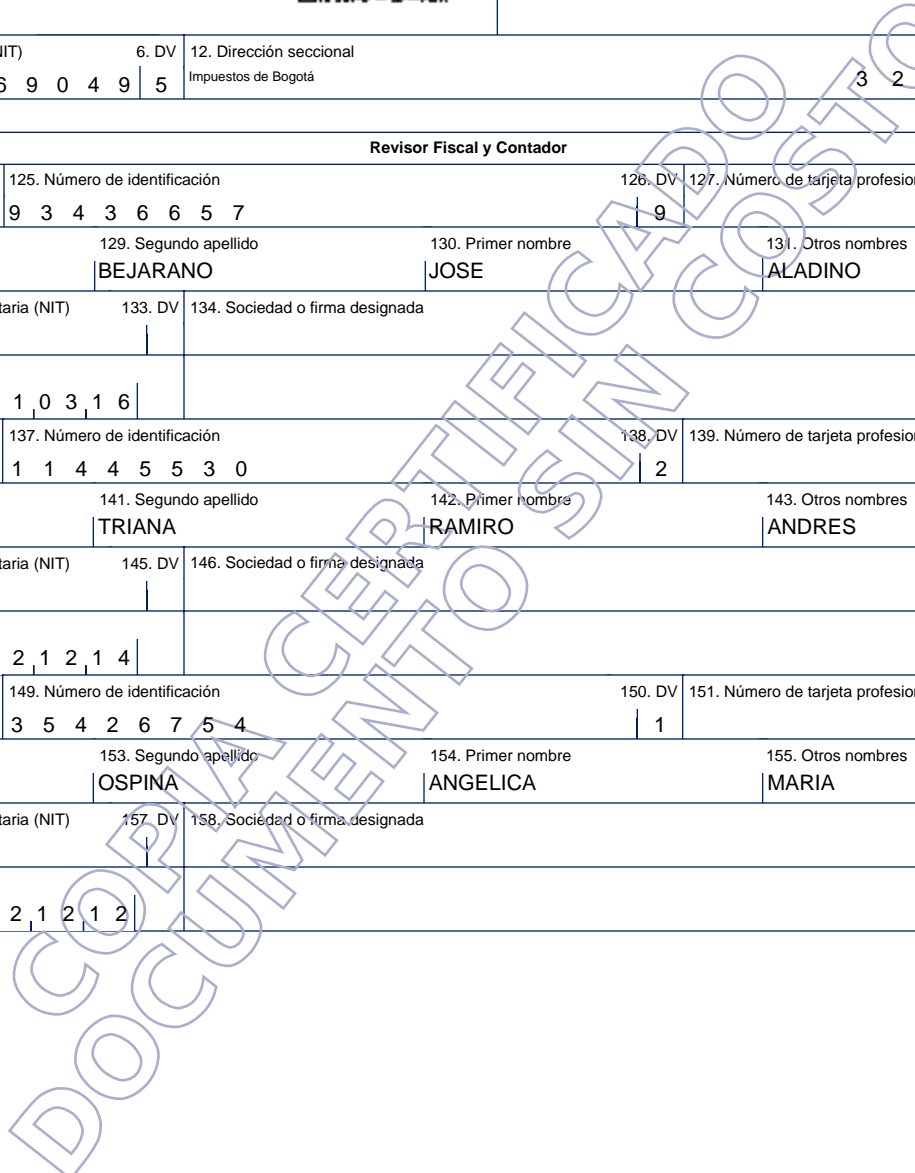 NIT) 6. DV 12. Dirección seccional
6 9 0 4 9 5 Impuestos de Bogotá 3 2
Revisor Fiscal y Contador
125. Número de identificación 126. DV 127. Número de tarjeta profesion
9 3 4 3 6 6 5 7 9
129. Segundo apellido 130. Primer nombre 131. Otros nombres
BEJARANO JOSE ALADINO
taria (NIT) 133. DV 134. Sociedad o firma designada
1 0 3 1 6
137. Número de identificación 138. DV 139. Número de tarjeta profesion
1 1 4 4 5 5 3 0 2
141. Segundo apellido 142. Primer nombre 143. Otros nombres
TRIANA RAMIRO ANDRES
taria (NIT) 145. DV 146. Sociedad o firma designada
2 1 2 1 4
149. Número de identificación 150. DV 151. Número de tarjeta profesion
3 5 4 2 6 7 5 4 1
153. Segundo apellido 154. Primer nombre 155. Otros nombres
OSPINA ANGELICA MARIA
taria (NIT) 157. DV 158. Sociedad o firma designada
2 1 2 1 2
COPIA CERTIFICADO
DOCUMENTO SIN COSTO